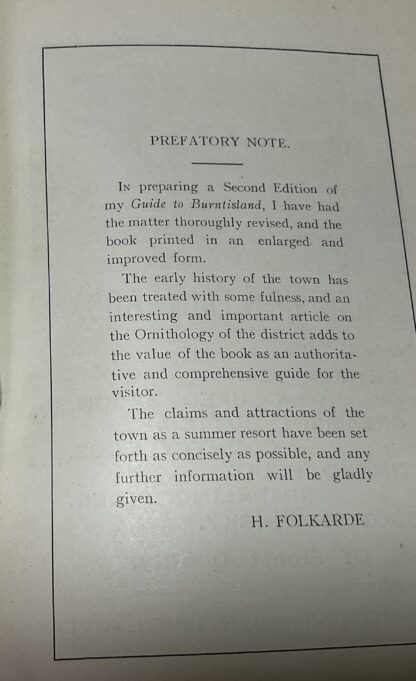 PREFATORY NOTE.
IN preparing a Second Edition of
my Guide to Burntisland, I have had
the matter thoroughly revised, and the
book printed in an enlarged and
improved form.
The early history of the town has
been treated with some fulness, and an
interesting and important article on
the Ornithology of the district adds to
the value of the book as an authorita-
tive and comprehensive guide for the
visitor.
The claims and attractions of the
town as a summer resort have been set
forth as concisely as possible, and any
further information will be gladly
given.
H. FOLKARDE